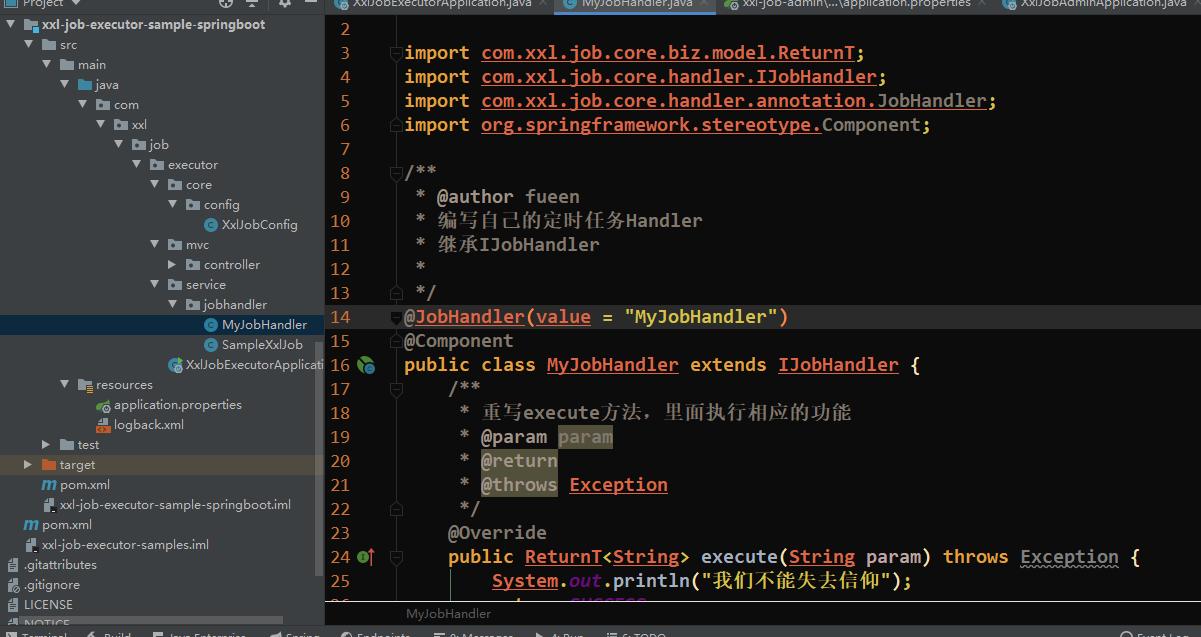 Project
XxlJobExecutorApplication.java
MyJobHandler.java
xxl-job-admin\...\application.properties
XxlJobAdminApplication.java
xxl-job-executor-sample-springboot
src
main
java
com
xxl
job
executor
core
config
XxlJobConfig
mvc
controller
service
jobhandler
MyJobHandler
SampleXxlJob
XxlJobExecutorApplicati
resources
application.properties
logback.xml
test
target
pom.xml
xxl-job-executor-sample-springboot.iml
pom.xml
xxl-job-executor-samples.iml
.gitattributes
.gitignore
LICENSE
NOTICE
2
3 import com.xxl.job.core.biz.model.ReturnT;
4 import com.xxl.job.core.handler.IJobHandler;
5 import com.xxl.job.core.handler.annotation.JobHandler;
6 import org.springframework.stereotype.Component;
7
8 /**
9 * @author fueen
10 * 编写自己的定时任务Handler
11 * 继承IJobHandler
12 *
13 */
14 @JobHandler(value = "MyJobHandler")
15 @Component
16 public class MyJobHandler extends IJobHandler {
17 /**
18 * 重写execute方法，里面执行相应的功能
19 * @param param
20 * @return
21 * @throws Exception
22 */
23 @Override
24 public ReturnT<String> execute(String param) throws Exception {
25 System.out.println("我们不能失去信仰");
MyJobHandler
Terminal
Build
Java Enterprise
Spring
Endpoints
0: Messages
4: Run
6: TODO